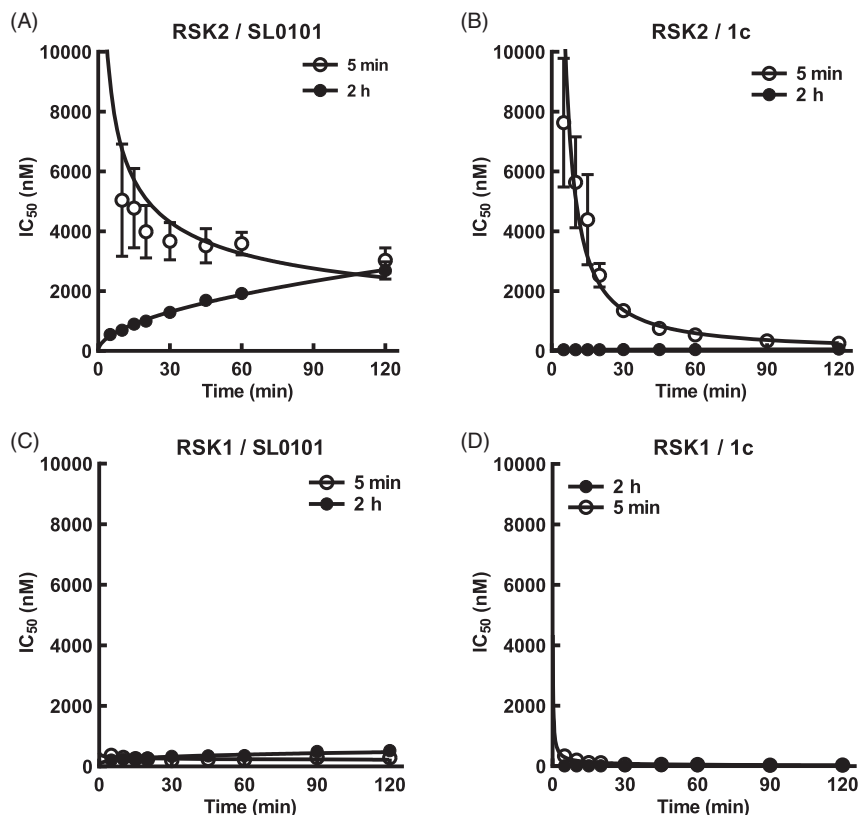 (A)
RSK2 / SL0101
10000
8000
6000
4000
2000
0
IC50 (nM)
5 min
2 h
0 30 60 90 120
Time (min)
(B)
RSK2 / 1c
10000
8000
6000
4000
2000
0
IC50 (nM)
5 min
2 h
0 30 60 90 120
Time (min)
(C)
RSK1 / SL0101
10000
8000
6000
4000
2000
0
IC50 (nM)
5 min
2 h
0 30 60 90 120
Time (min)
(D)
RSK1 / 1c
10000
8000
6000
4000
2000
0
IC50 (nM)
2 h
5 min
0 30 60 90 120
Time (min)